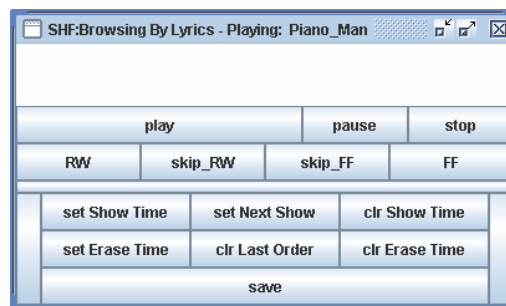 SHF:Browsing By Lyrics - Playing: Piano_Man
play pause stop
RW skip_RW skip_FF FF
set Show Time set Next Show clr Show Time
set Erase Time clr Last Order clr Erase Time
save